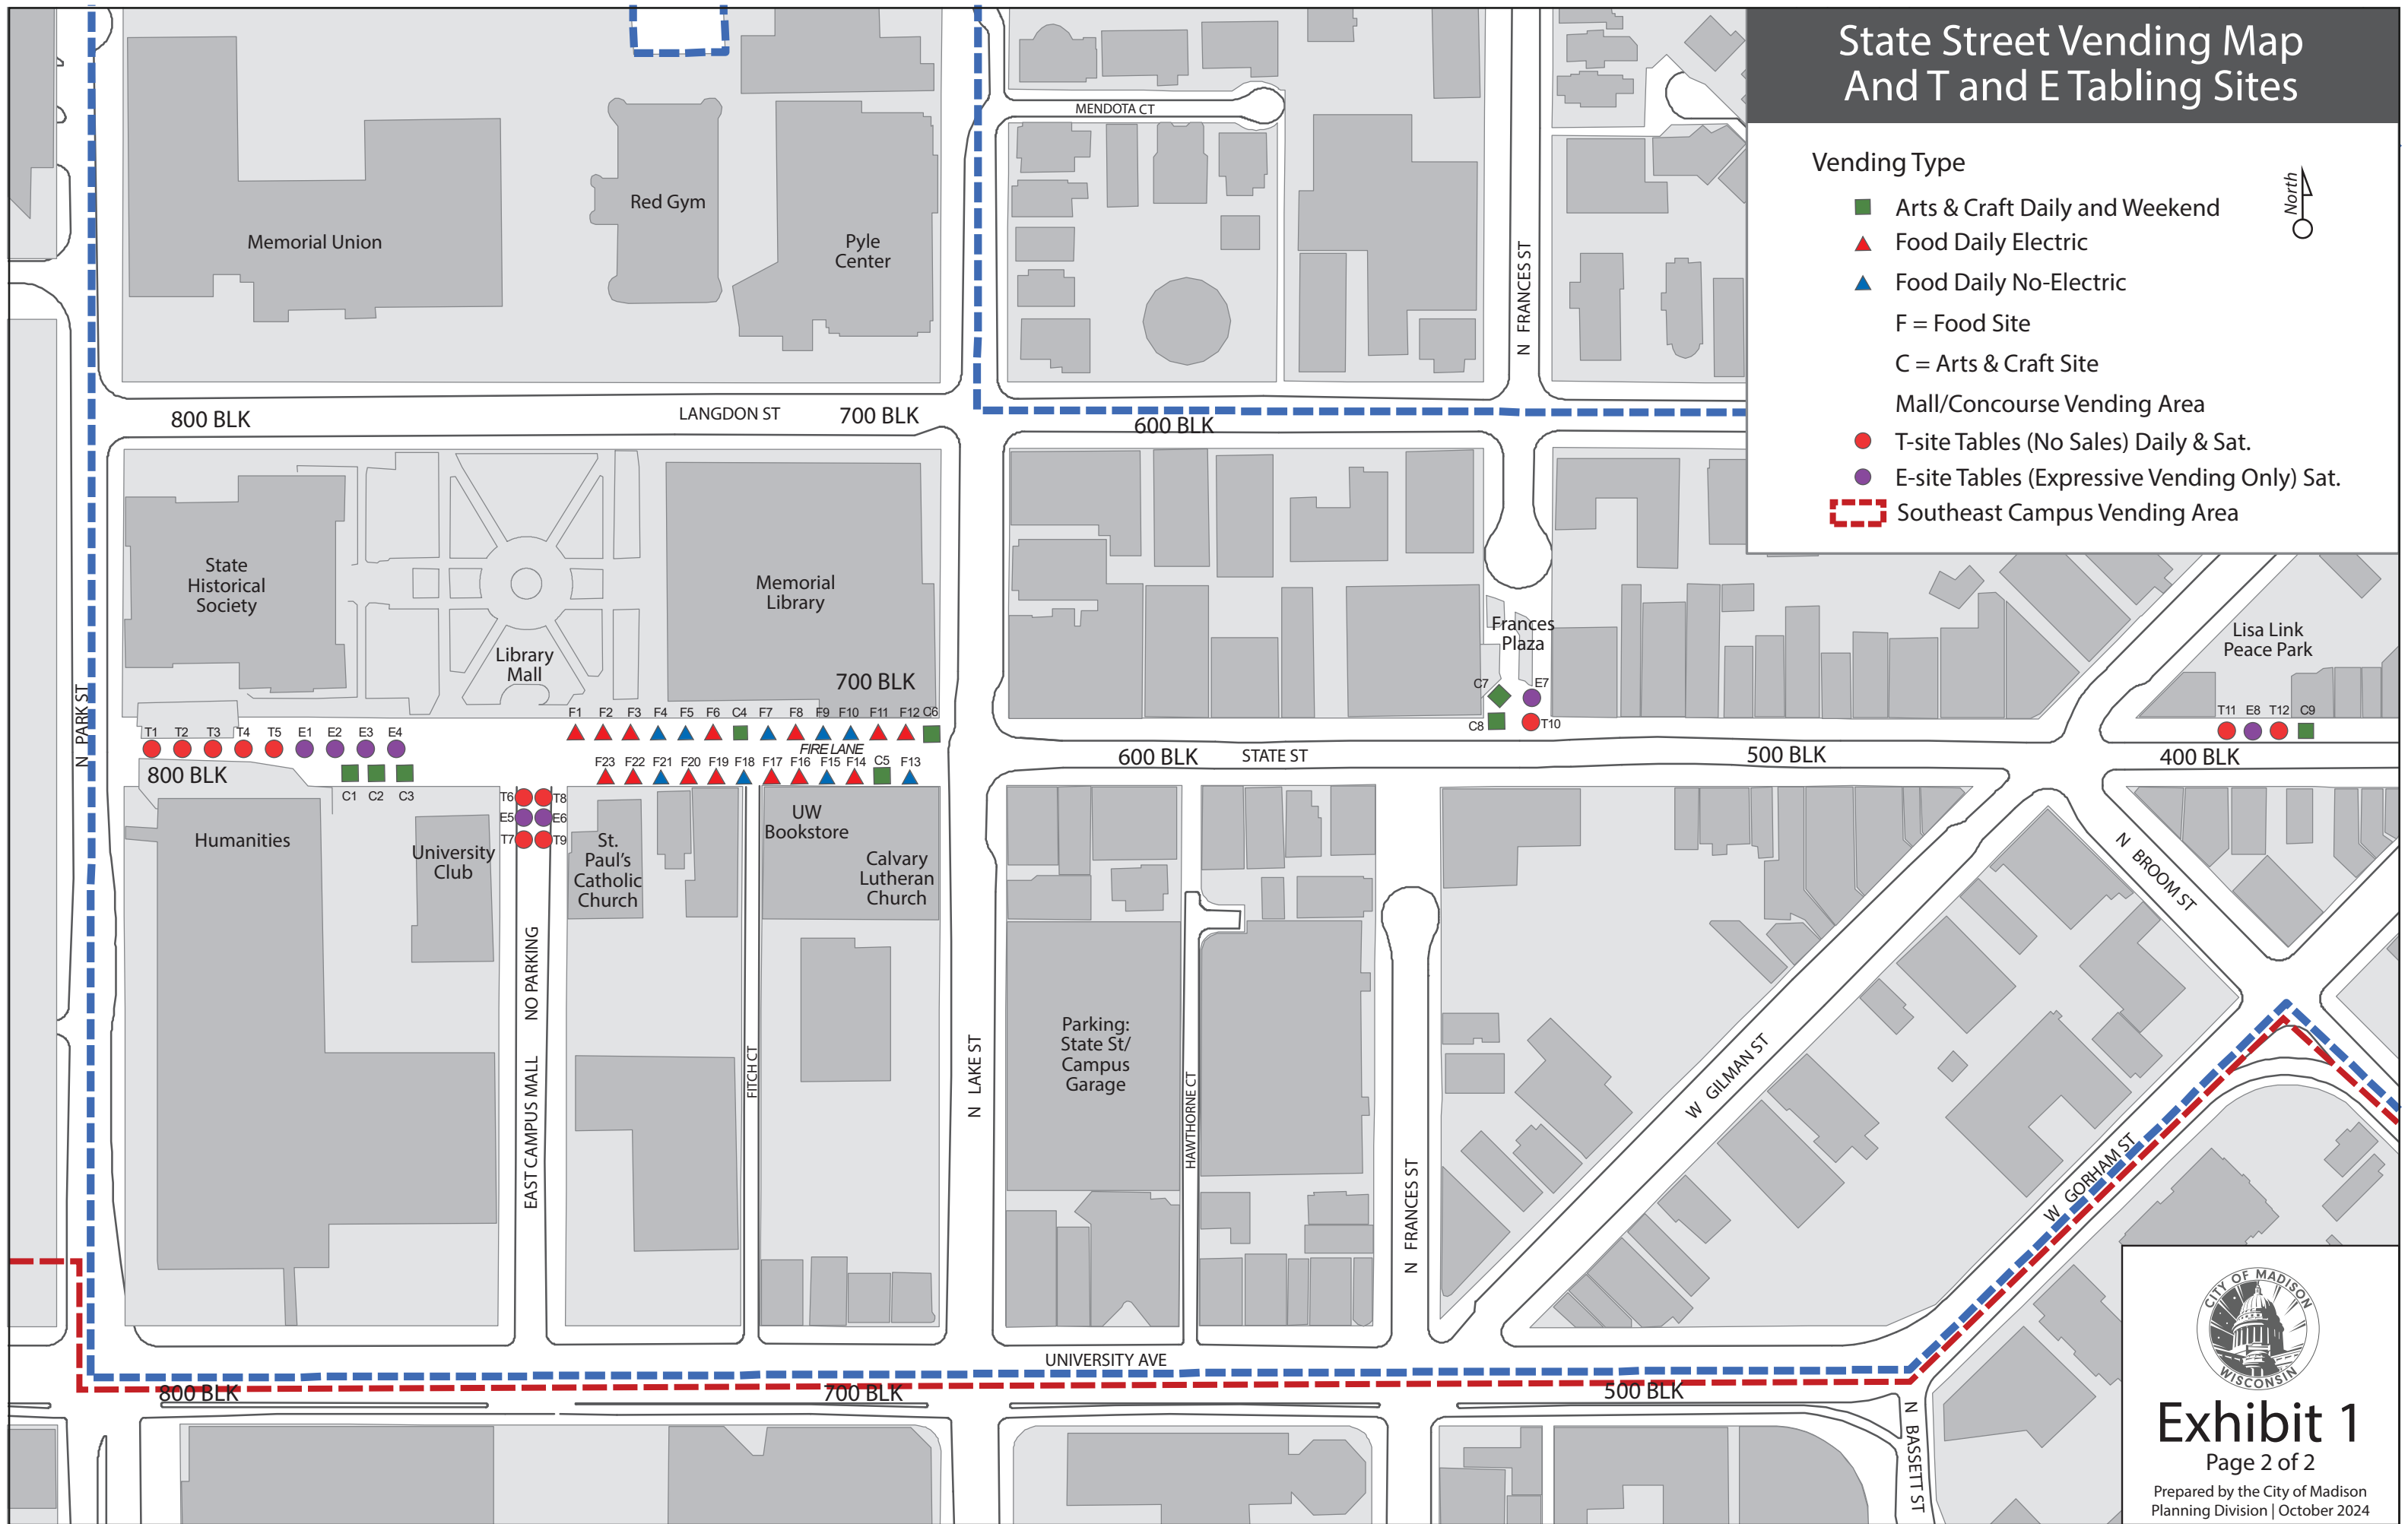 State Street Vending Map
And T and E Tabling Sites
Vending Type
North
Arts & Craft Daily and Weekend
Food Daily Electric
Food Daily No-Electric
F = Food Site
C = Arts & Craft Site
Mall/Concourse Vending Area
T-site Tables (No Sales) Daily & Sat.
E-site Tables (Expressive Vending Only) Sat.
Southeast Campus Vending Area
MENDOTA CT
Memorial Union
Red Gym
Pyle
Center
N FRANCES ST
800 BLK
LANGDON ST
700 BLK
600 BLK
State
Historical
Society
Library
Mall
Memorial
Library
700 BLK
Frances
Plaza
Lisa Link
Peace Park
N PARK ST
C7
E7
C8
T10
T11 E8 T12 C9
F1 F2 F3 F4 F5 F6 C4 F7 F8 F9 F10 F11 F12 C6
T1 T2 T3 T4 T5 E1 E2 E3 E4
FIRE LANE
600 BLK
STATE ST
500 BLK
400 BLK
F23 F22 F21 F20 F19 F18 F17 F16 F15 F14 C5 F13
800 BLK
C1 C2 C3
T6 T8
E5 E6
T7 T9
Humanities
University
Club
St.
Paul's
Catholic
Church
UW
Bookstore
Calvary
Lutheran
Church
N BROOM ST
EAST CAMPUS MALL NO PARKING
FITCH CT
N LAKE ST
Parking:
State St/
Campus
Garage
HAWTHORNE CT
N FRANCES ST
W GILMAN ST
W GORHAM ST
UNIVERSITY AVE
800 BLK
700 BLK
500 BLK
N BASSETT ST
CITY OF MADISON
WISCONSIN
Exhibit 1
Page 2 of 2
Prepared by the City of Madison
Planning Division | October 2024